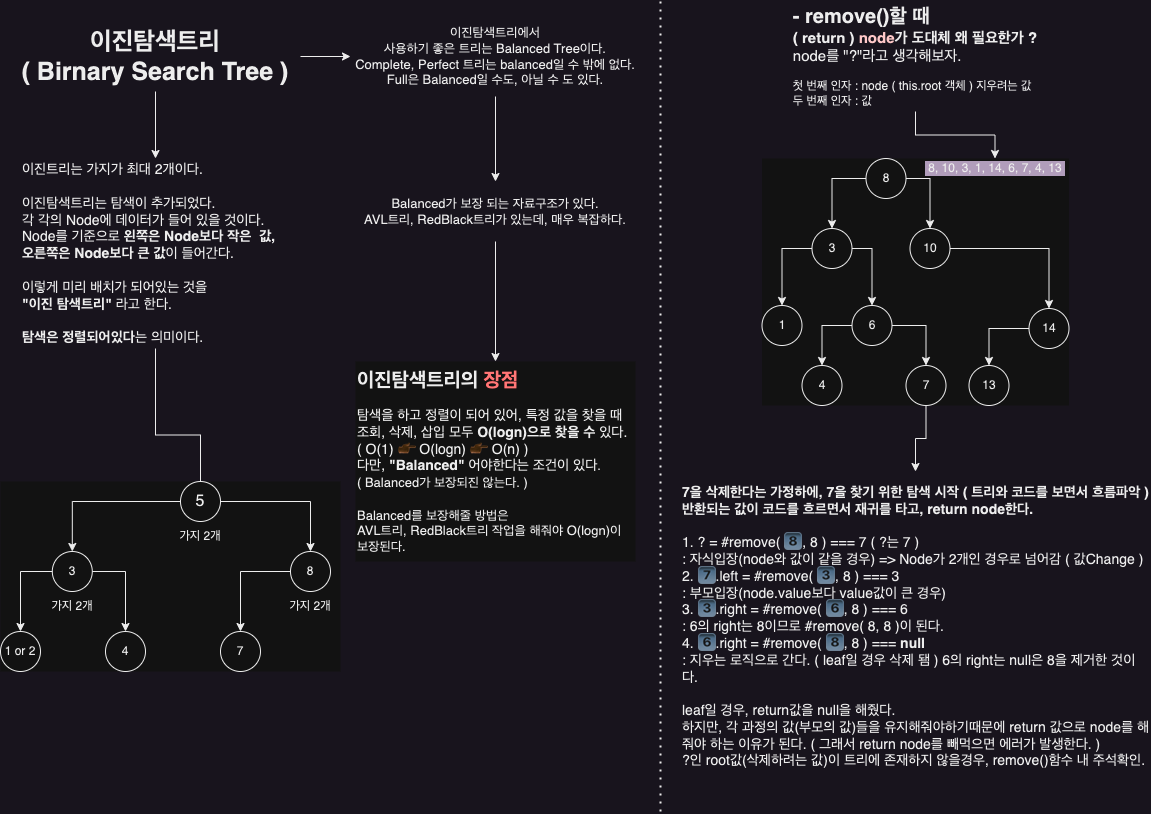 이진탐색트리
( Birnary Search Tree )
이진트리는 가지가 최대 2개이다.
이진탐색트리는 탐색이 추가되었다.
각 각의 Node에 데이터가 들어 있을 것이다.
Node를 기준으로 왼쪽은 Node보다 작은  값,
오른쪽은 Node보다 큰 값이 들어간다.
이렇게 미리 배치가 되어있는 것을
"이진 탐색트리" 라고 한다.
탐색은 정렬되어있다는 의미이다.
5
가지 2개
3
가지 2개
8
가지 2개
1 or 2
4
7
이진탐색트리에서
사용하기 좋은 트리는 Balanced Tree이다.
Complete, Perfect 트리는 balanced일 수 밖에 없다.
Full은 Balanced일 수도, 아닐 수 도 있다.
Balanced가 보장 되는 자료구조가 있다.
AVL트리, RedBlack트리가 있는데, 매우 복잡하다.
이진탐색트리의 장점
탐색을 하고 정렬이 되어 있어, 특정 값을 찾을 때
조회, 삭제, 삽입 모두 O(logn)으로 찾을 수 있다.
( O(1) 👉🏿 O(logn) 👉🏿 O(n) )
다만, "Balanced" 어야한다는 조건이 있다.
( Balanced가 보장되진 않는다. )
Balanced를 보장해줄 방법은
AVL트리, RedBlack트리 작업을 해줘야 O(logn)이
보장된다.
- remove()할 때
( return ) node가 도대체 왜 필요한가 ?
node를 "?"라고 생각해보자.
첫 번째 인자 : node ( this.root 객체 ) 지우려는 값
두 번째 인자 : 값
8, 10, 3, 1, 14, 6, 7, 4, 13
8
3
10
1
6
14
4
7
13
7을 삭제한다는 가정하에, 7을 찾기 위한 탐색 시작 ( 트리와 코드를 보면서 흐름파악 )
반환되는 값이 코드를 흐르면서 재귀를 타고, return node한다.
1. ? = #remove( 8️⃣, 8 ) === 7 ( ?는 7 )
: 자식입장(node와 값이 같을 경우) => Node가 2개인 경우로 넘어감 ( 값Change )
2. 7️⃣.left = #remove( 3️⃣, 8 ) === 3
: 부모입장(node.value보다 value값이 큰 경우)
3. 3️⃣.right = #remove( 6️⃣, 8 ) === 6
: 6의 right는 8이므로 #remove( 8, 8 )이 된다.
4. 6️⃣.right = #remove( 8️⃣, 8 ) === null
: 지우는 로직으로 간다. ( leaf일 경우 삭제 됌 ) 6의 right는 null은 8을 제거한 것이
다.
leaf일 경우, return값을 null을 해줬다.
하지만, 각 과정의 값(부모의 값)들을 유지해줘야하기때문에 return 값으로 node를 해
줘야 하는 이유가 된다. ( 그래서 return node를 빼먹으면 에러가 발생한다. )
?인 root값(삭제하려는 값)이 트리에 존재하지 않을경우, remove()함수 내 주석확인.